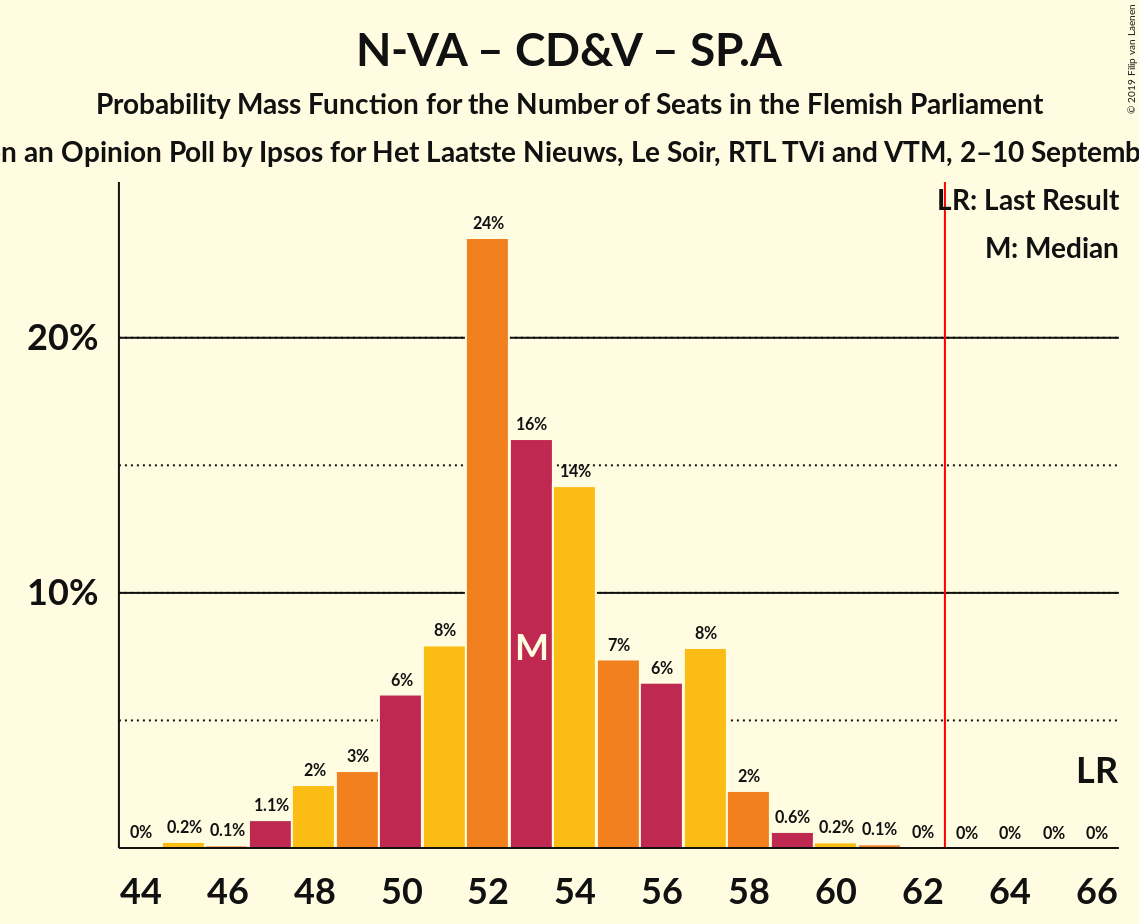 N-VA – CD&V – SP.A
Probability Mass Function for the Number of Seats in the Flemish Parliament
n an Opinion Poll by Ipsos for Het Laatste Nieuws, Le Soir, RTL TVi and VTM, 2–10 Septemb
© 2019 Filip van Laenen
LR: Last Result
M: Median
24%
20%
16%
14%
10%
8%
7%
8%
6%
6%
M
3%
2%
2%
LR
1.1%
0%
0.2%
0.1%
0.6%
0.2%
0.1%
0%
0%
0%
0%
0%
44 46 48 50 52 54 56 58 60 62 64 66